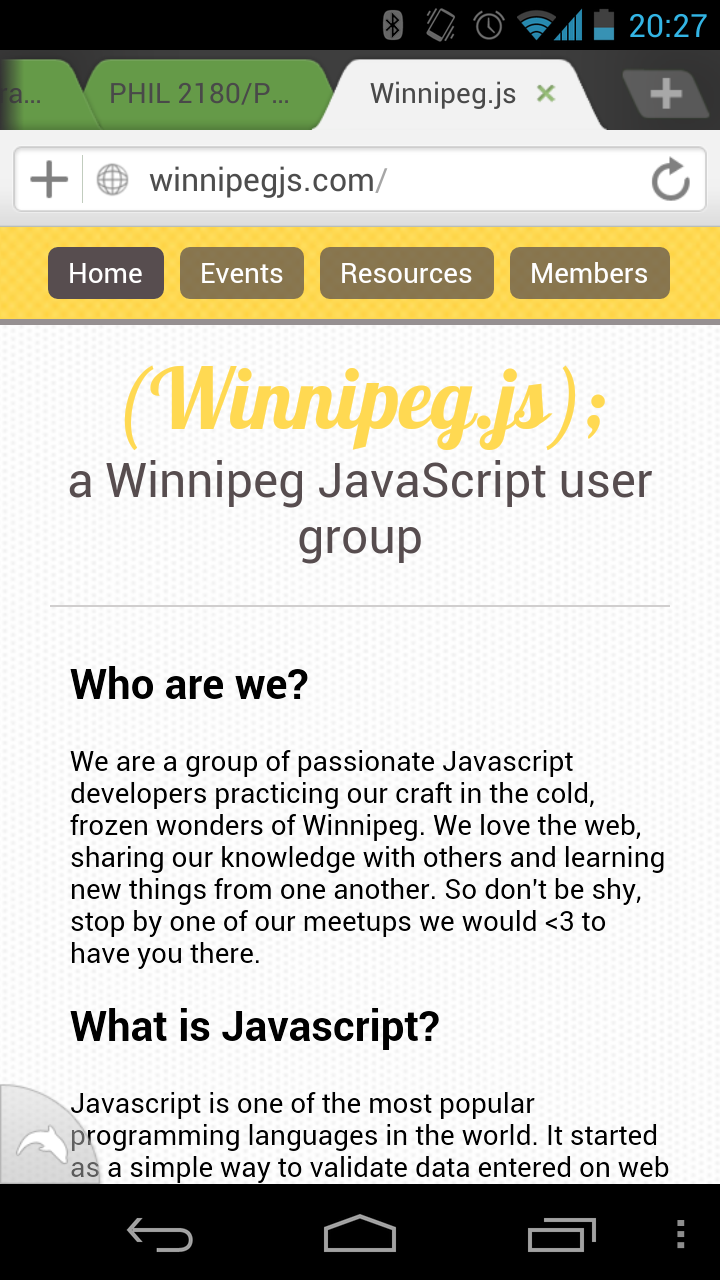 20:27
ra...
PHIL 2180/P...
Winnipeg.js
winnipegjs.com/
Home
Events
Resources
Members
(Winnipeg.js);
a Winnipeg JavaScript user
group
Who are we?
We are a group of passionate Javascript
developers practicing our craft in the cold,
frozen wonders of Winnipeg. We love the web,
sharing our knowledge with others and learning
new things from one another. So don't be shy,
stop by one of our meetups we would <3 to
have you there.
What is Javascript?
Javascript is one of the most popular
programming languages in the world. It started
as a simple way to validate data entered on web